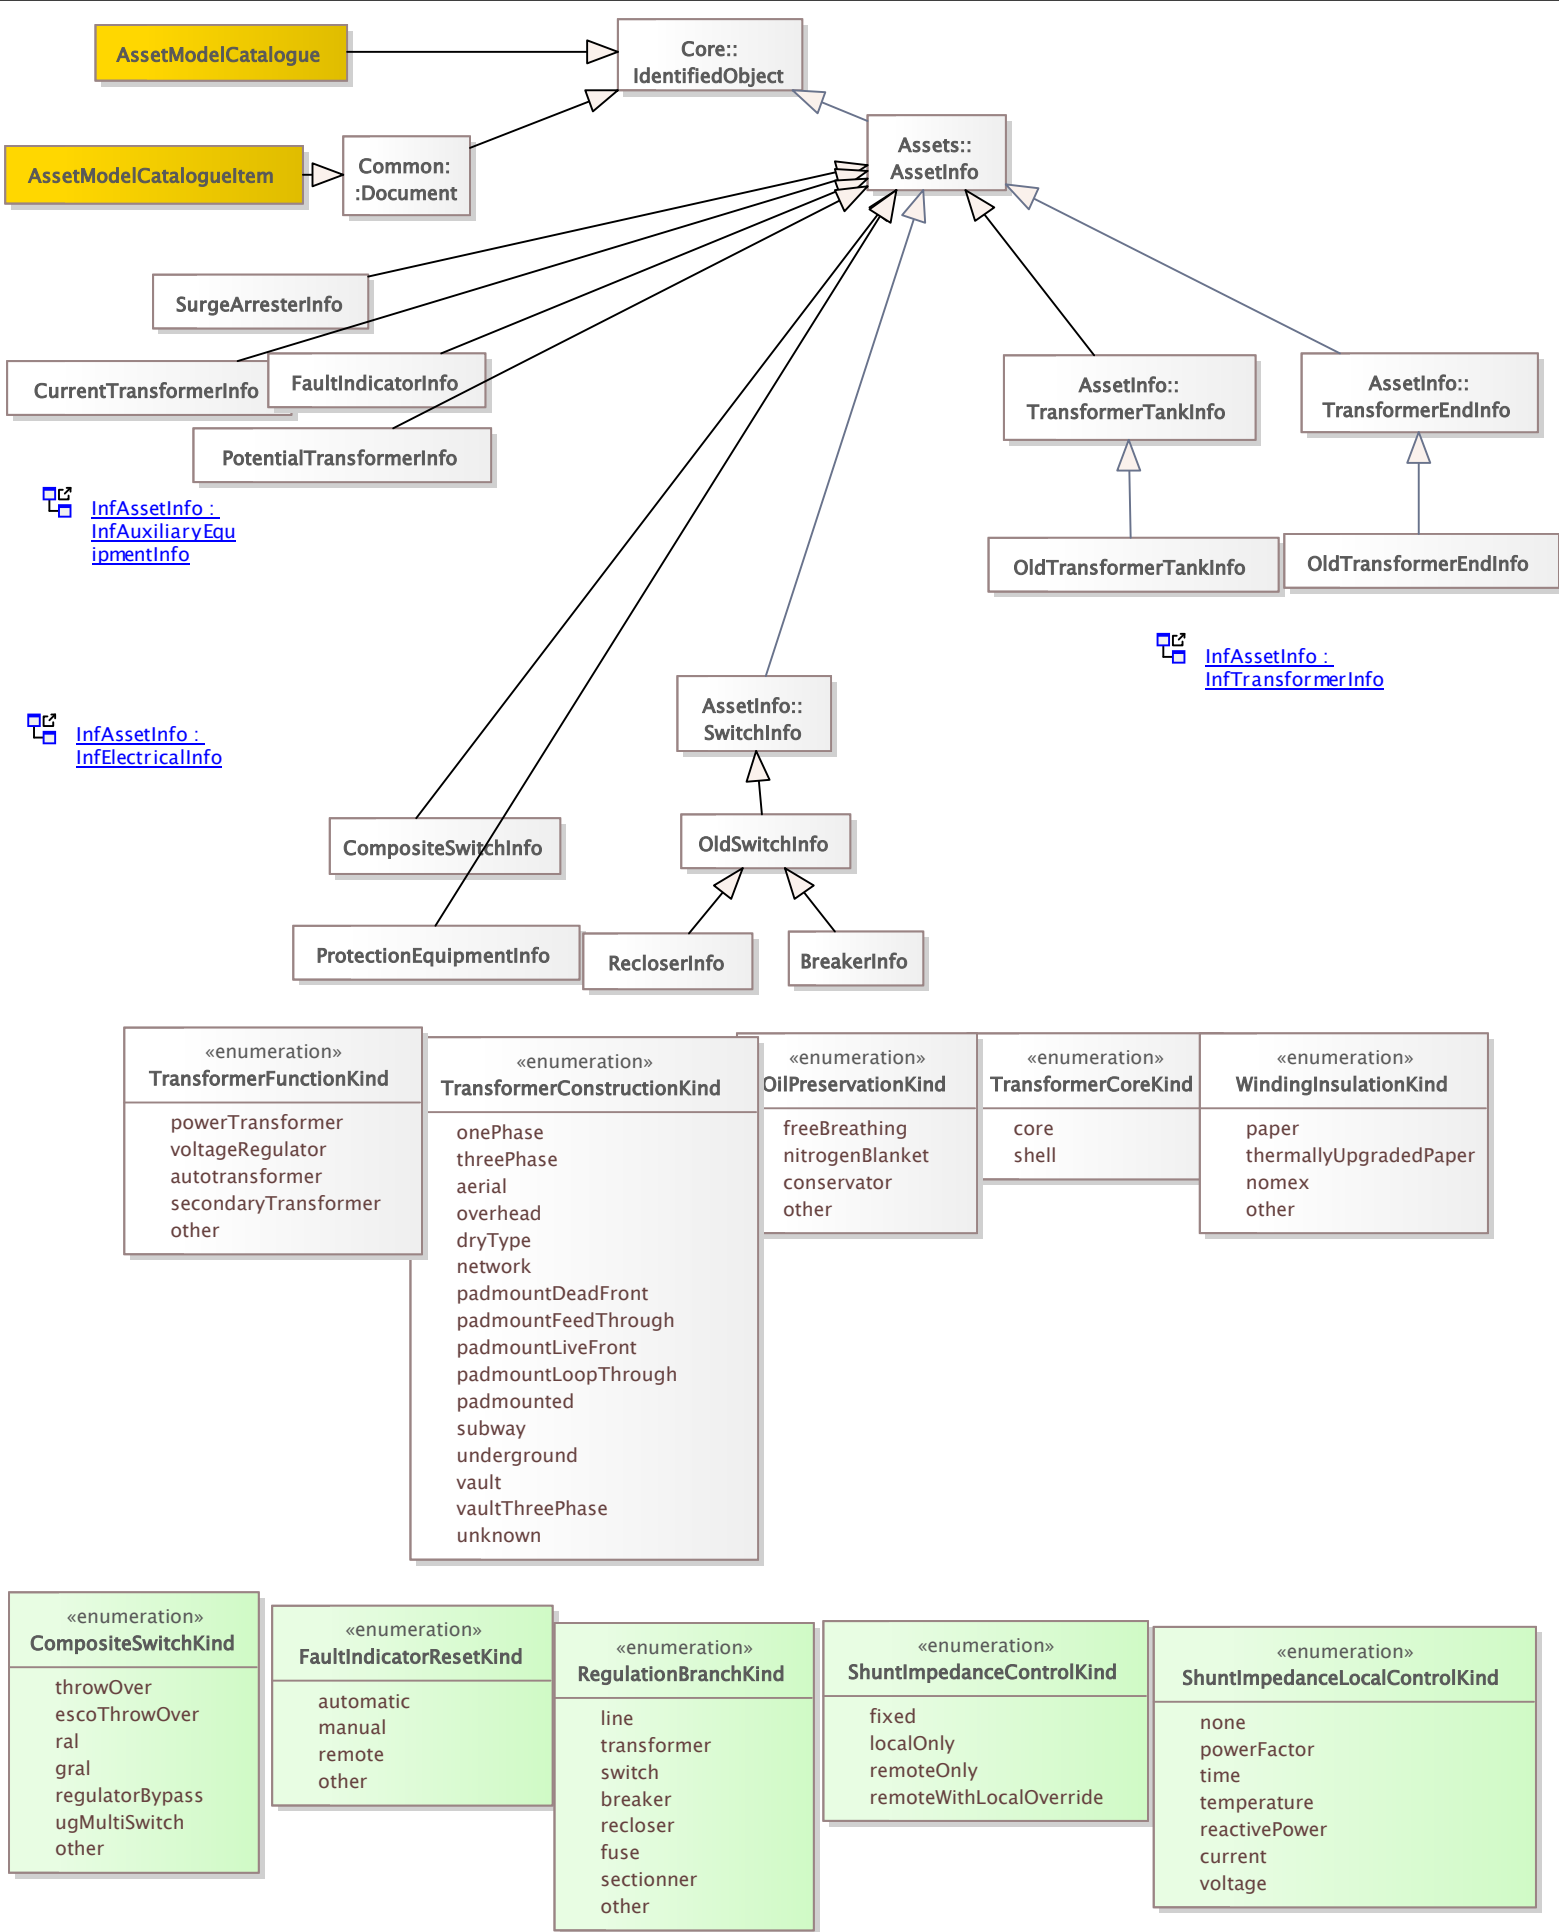 AssetModelCatalogue
Core::
IdentifiedObject
Assets::
AssetInfo
AssetModelCatalogueItem
Common:
:Document
SurgeArresterInfo
CurrentTransformerInfo
FaultIndicatorInfo
PotentialTransformerInfo
AssetInfo::
TransformerTankInfo
AssetInfo::
TransformerEndInfo
InfAssetInfo :
InfAuxiliaryEqu
ipmentInfo
OldTransformerTankInfo
OldTransformerEndInfo
InfAssetInfo :
InfTransformerInfo
InfAssetInfo :
InfElectricalInfo
AssetInfo::
SwitchInfo
CompositeSwitchInfo
OldSwitchInfo
ProtectionEquipmentInfo
RecloserInfo
BreakerInfo
«enumeration»
TransformerFunctionKind
powerTransformer
voltageRegulator
autotransformer
secondaryTransformer
other
«enumeration»
TransformerConstructionKind
onePhase
threePhase
aerial
overhead
dryType
network
padmountDeadFront
padmountFeedThrough
padmountLiveFront
padmountLoopThrough
padmounted
subway
underground
vault
vaultThreePhase
unknown
«enumeration»
OilPreservationKind
freeBreathing
nitrogenBlanket
conservator
other
«enumeration»
TransformerCoreKind
core
shell
«enumeration»
WindingInsulationKind
paper
thermallyUpgradedPaper
nomex
other
«enumeration»
CompositeSwitchKind
throwOver
escoThrowOver
ral
gral
regulatorBypass
ugMultiSwitch
other
«enumeration»
FaultIndicatorResetKind
automatic
manual
remote
other
«enumeration»
RegulationBranchKind
line
transformer
switch
breaker
recloser
fuse
sectionner
other
«enumeration»
ShuntImpedanceControlKind
fixed
localOnly
remoteOnly
remoteWithLocalOverride
«enumeration»
ShuntImpedanceLocalControlKind
none
powerFactor
time
temperature
reactivePower
current
voltage